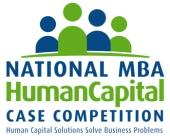 NATIONAL MBA
HumanCapital
CASE COMPETITION
Human Capital Solutions Solve Business Problems